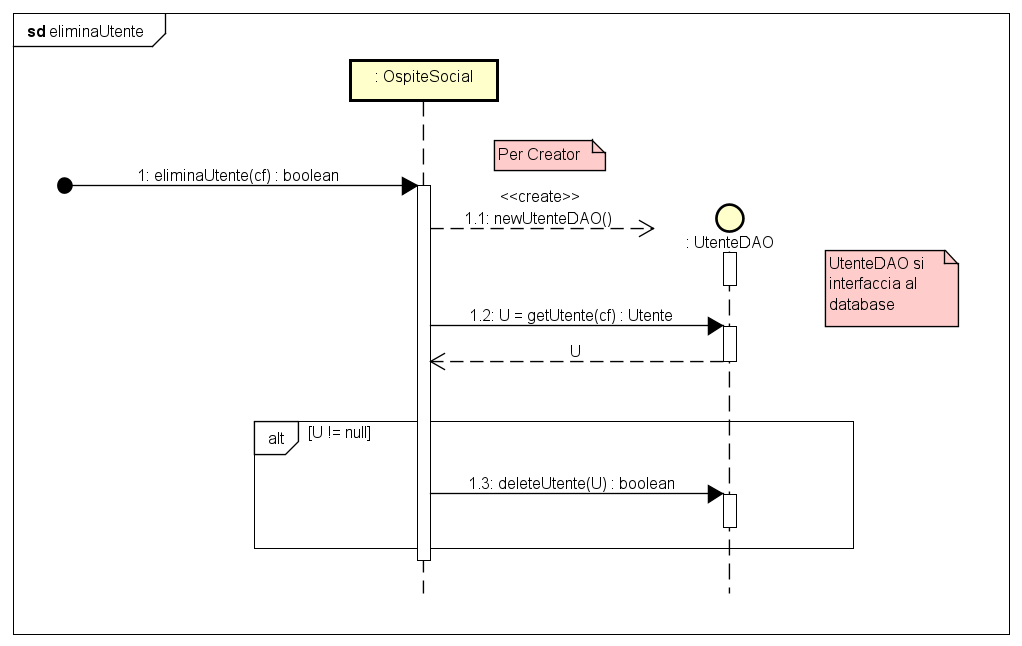 sd eliminaUtente
: OspiteSocial
Per Creator
1: eliminaUtente(cf) : boolean
<<create>>
1.1: newUtenteDAO()
: UtenteDAO
UtenteDAO si
interfaccia al
database
1.2: U = getUtente(cf) : Utente
U
alt
[U != null]
1.3: deleteUtente(U) : boolean